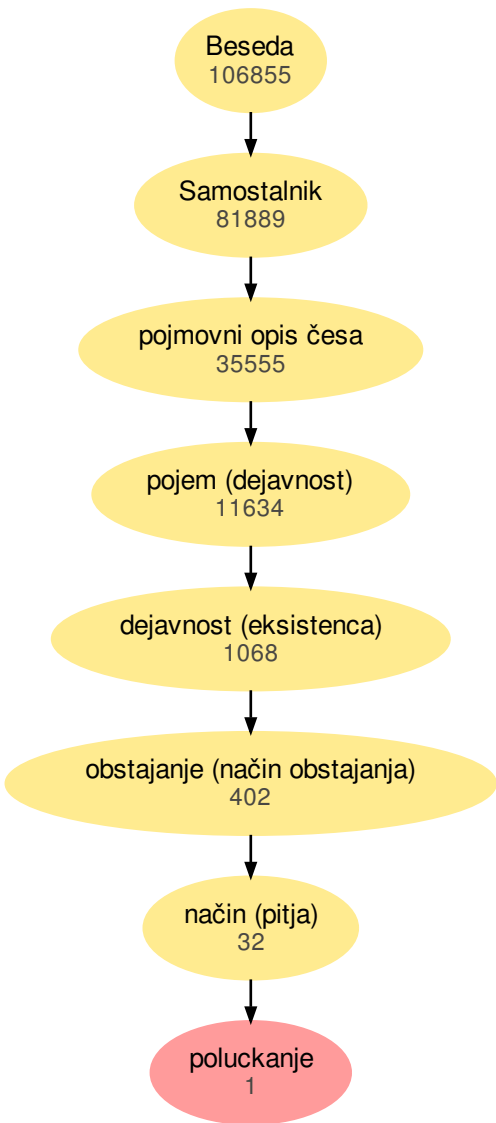 Beseda
106855
Samostalnik
81889
pojmovni opis česa
35555
pojem (dejavnost)
11634
dejavnost (eksistenca)
1068
obstajanje (način obstajanja)
402
način (pitja)
32
poluckanje
1